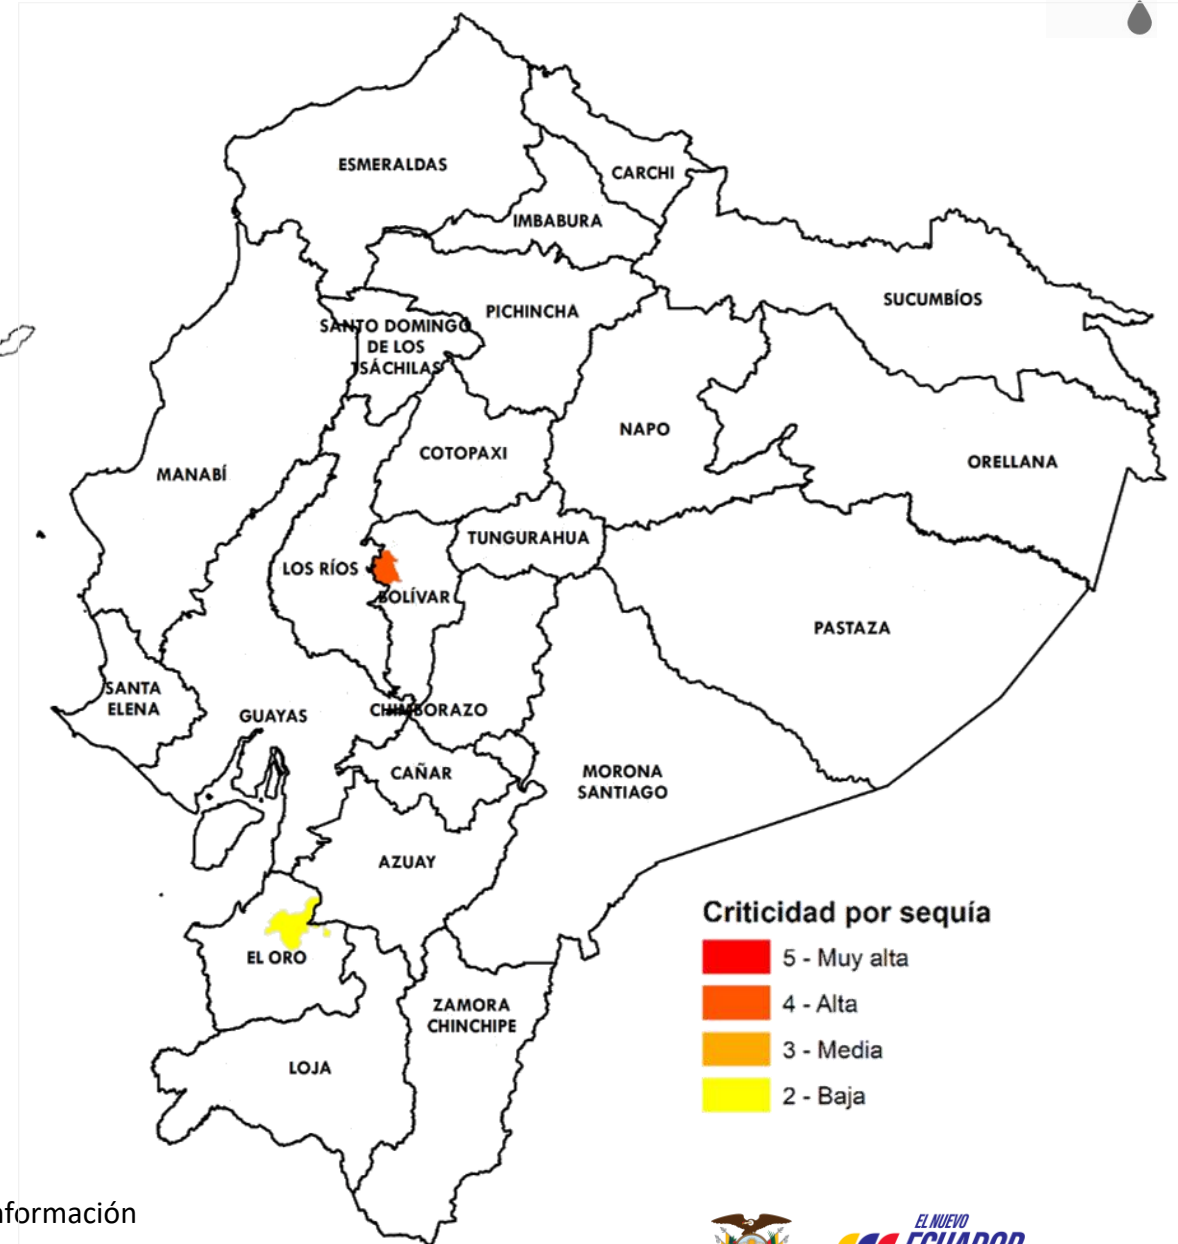 ESMERALDAS
CARCHI
IMBABURA
SUCUMBÍOS
PICHINCHA
SANTO DOMINGO
DE LOS
TSÁCHILAS
NAPO
COTOPAXI
ORELLANA
MANABÍ
TUNGURAHUA
LOS RÍOS
BOLÍVAR
PASTAZA
SANTA
ELENA
GUAYAS
CHIMBORAZO
CAÑAR
MORONA
SANTIAGO
AZUAY
EL ORO
ZAMORA
CHINCHIPE
LOJA
Criticidad por sequía
5 - Muy alta
4 - Alta
3 - Media
2 - Baja
nformación
EL NUEVO
ECUADOR